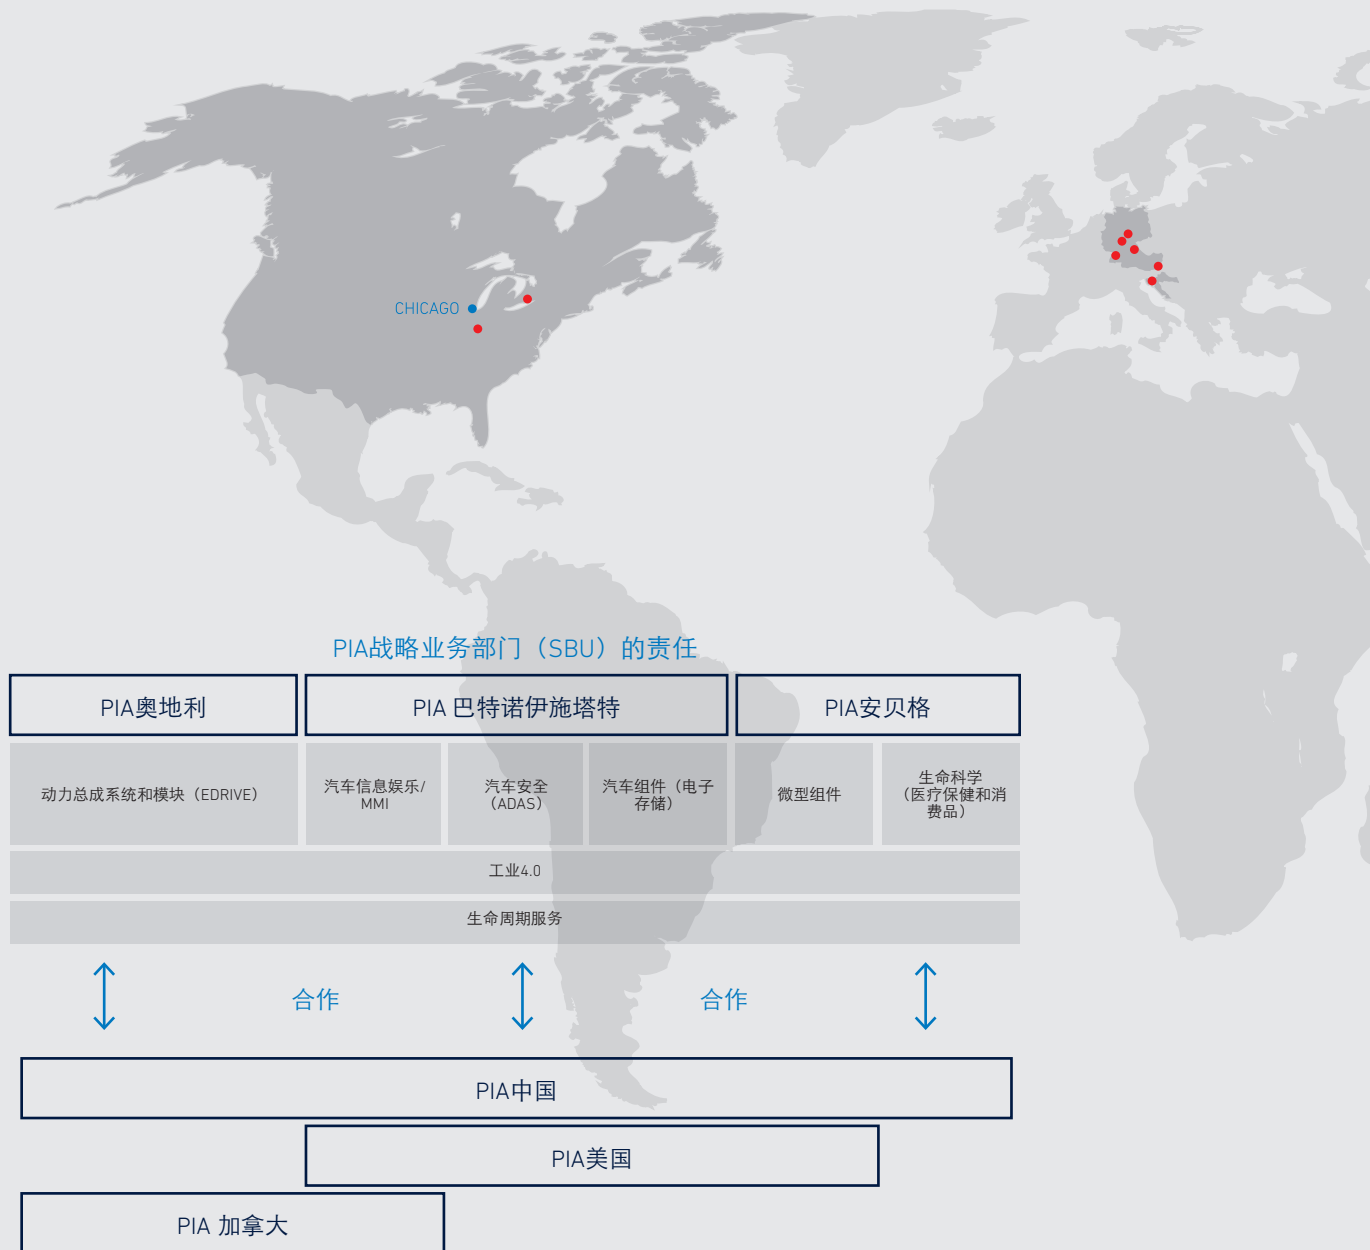 CHICAGO
PIA战略业务部门（SBU）的责任
PIA奥地利
PIA 巴特诺伊施塔特
PIA安贝格
动力总成系统和模块（EDRIVE）
汽车信息娱乐/
MMI
汽车安全
（ADAS）
汽车组件（电子
存储）
微型组件
生命科学
（医疗保健和消
费品）
工业4.0
生命周期服务
合作
合作
PIA中国
PIA美国
PIA 加拿大